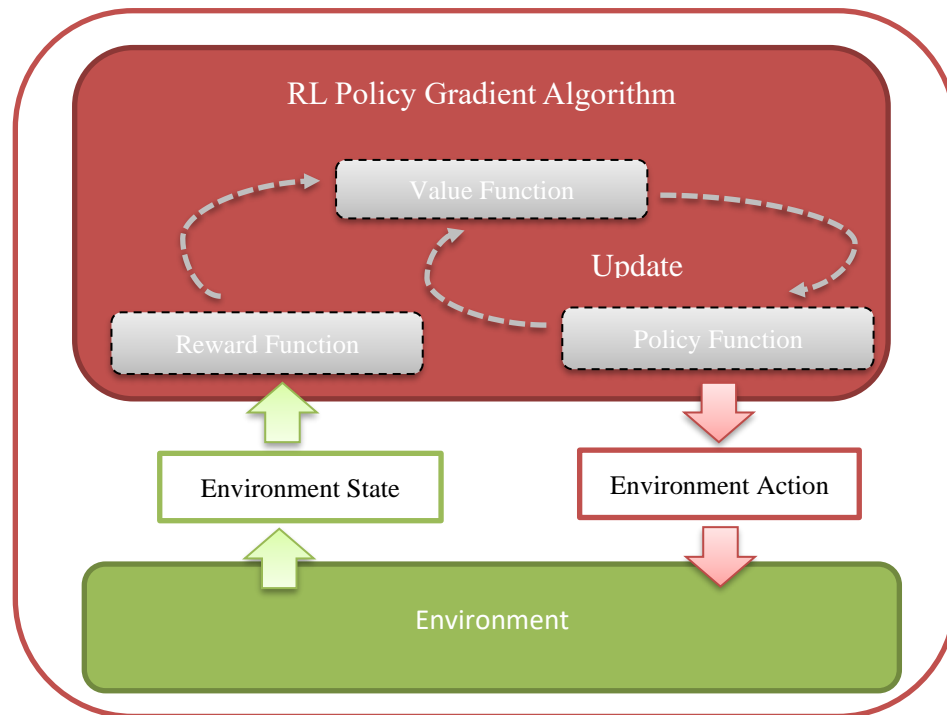 RL Policy Gradient Algorithm
Value Function
Update
Reward Function
Policy Function
Environment State
Environment Action
Environment